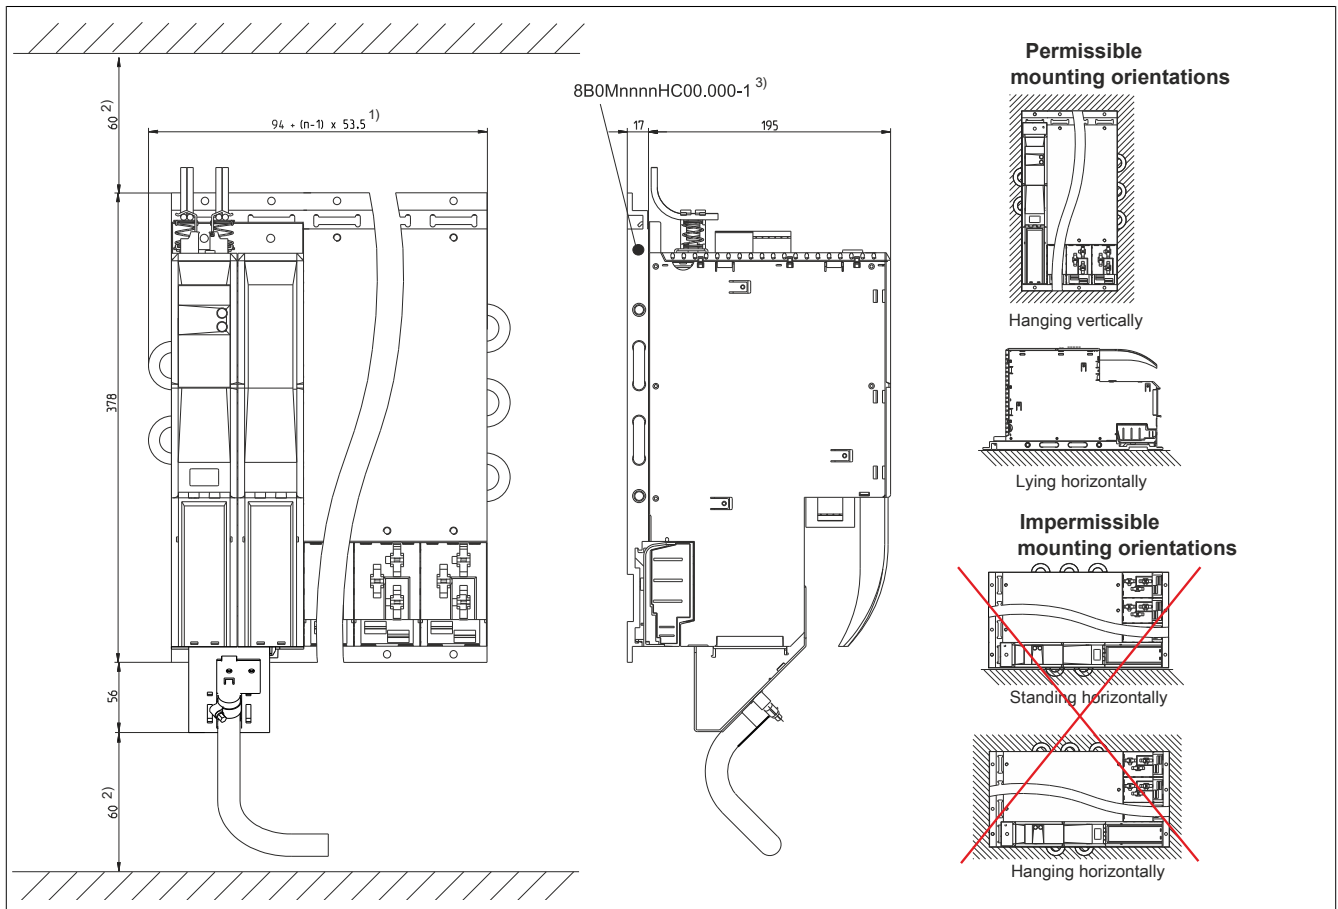 60 2)
94 + (n-1) x 53.5 1)
378
56
60 2)
8B0MnnnnHC00.000-1 3)
17
195
Permissible
mounting orientations
Hanging vertically
Lying horizontally
Impermissible
mounting orientations
Standing horizontally
Hanging horizontally